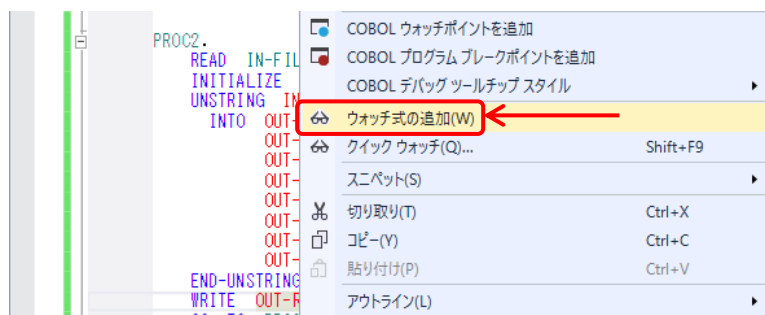 PROC2.
READ IN-FIL
INITIALIZE
UNSTRING IN
INTO OUT-
OUT-
OUT-
OUT-
OUT-
OUT-
OUT-
END-UNSTRING
WRITE OUT-R
COBOL ウォッチポイントを追加
COBOL プログラム ブレークポイントを追加
COBOL デバッグ ツールチップ スタイル
ウォッチ式の追加(W)
クイック ウォッチ(Q)... Shift+F9
スニペット(S)
切り取り(T) Ctrl+X
コピー(Y) Ctrl+C
貼り付け(P) Ctrl+V
アウトライン(L)